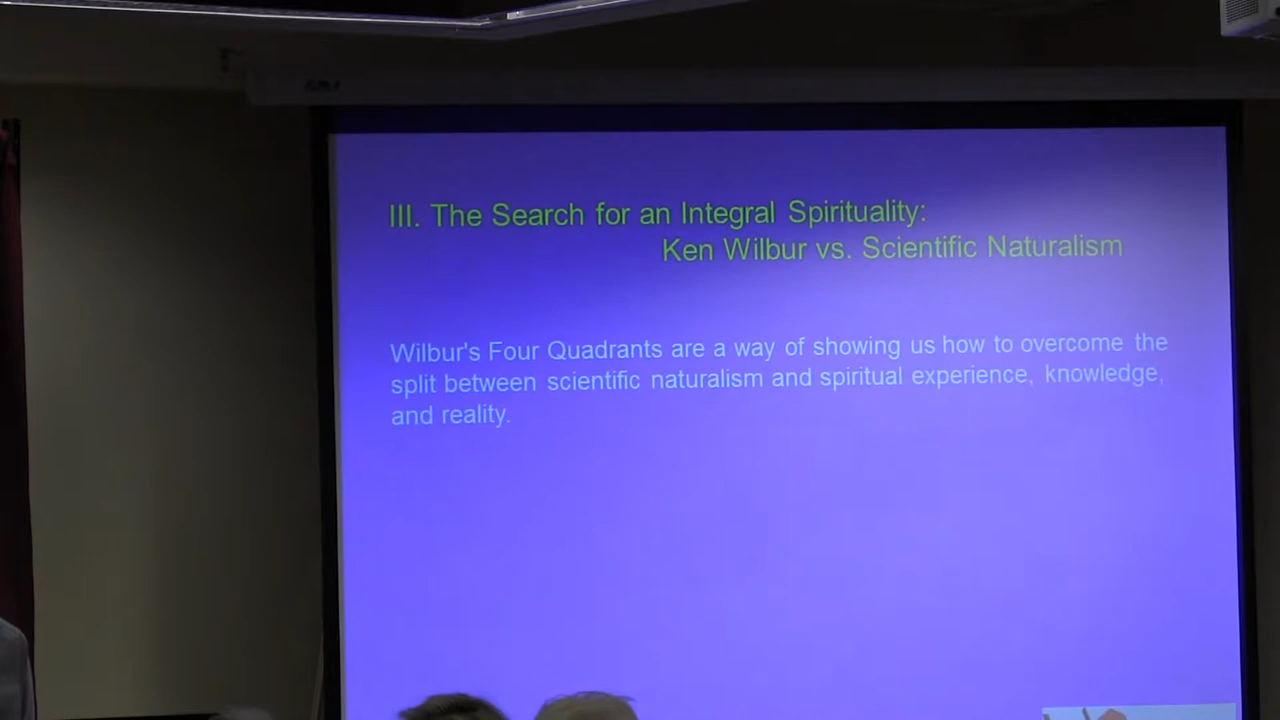 III. The Search for an Integral Spirituality:
Ken Wilbur vs. Scientific Naturalism
Wilbur's Four Quadrants are a way of showing us how to overcome the
split between scientific naturalism and spiritual experience, knowledge,
and reality.